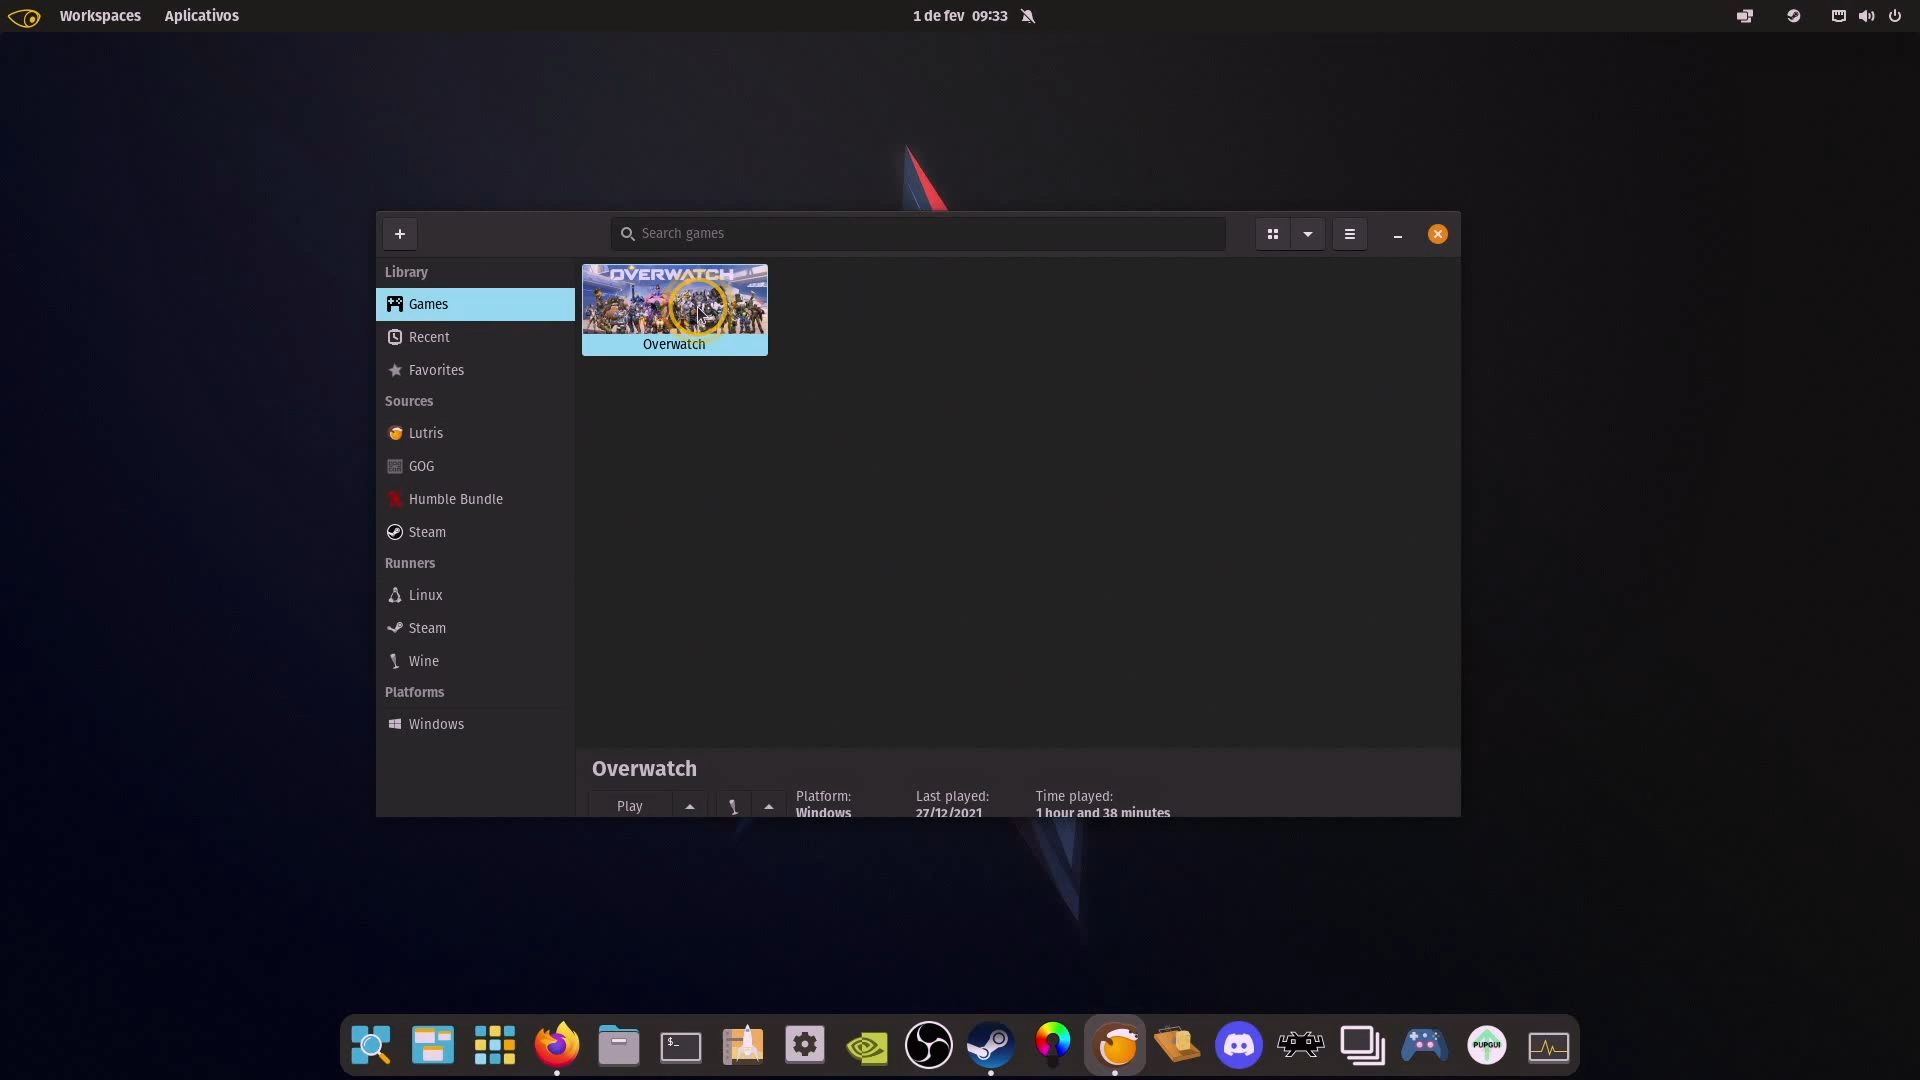 Workspaces Aplicativos 1 de fev 09:33
Search games
Library
Games
Recent
Favorites
Sources
Lutris
GOG
Humble Bundle
Steam
Runners
Linux
Steam
Wine
Platforms
Windows
OVERWATCH
Overwatch
Overwatch
Play
Platform:
Windows
Last played:
27/12/2021
Time played:
1 hour and 38 minutes
$_
PUPGUI